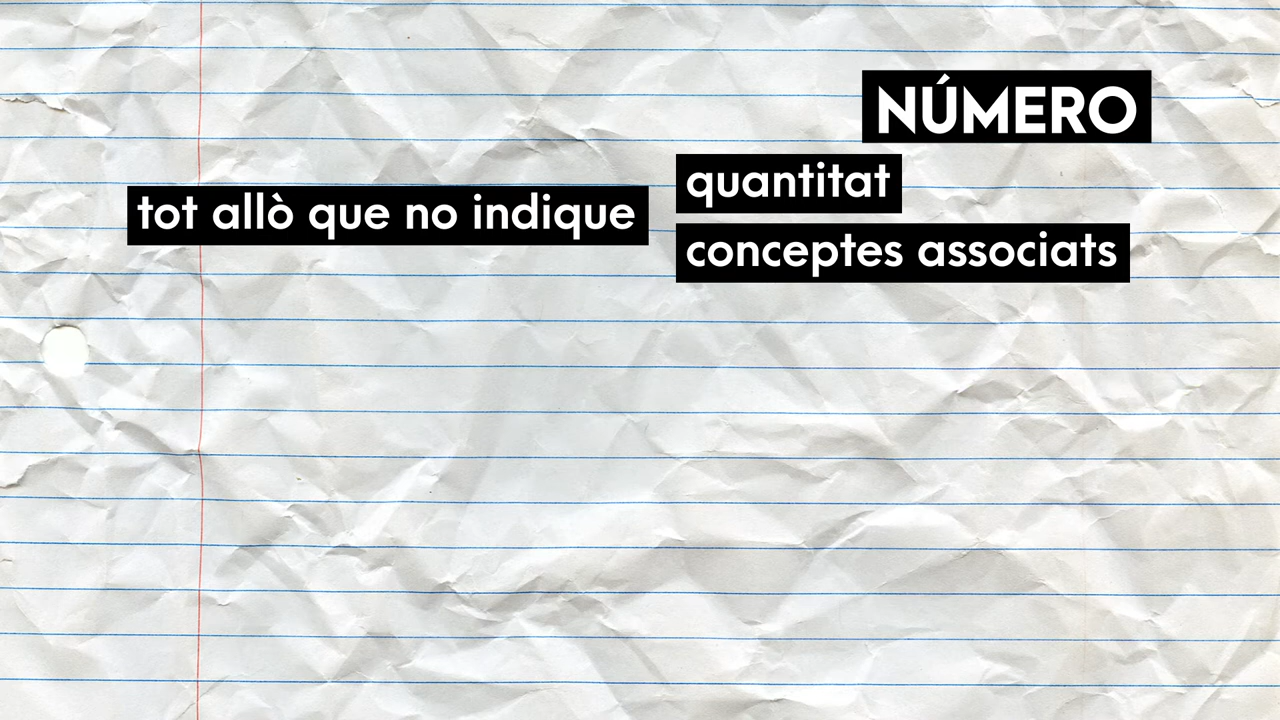 NÚMERO
tot allò que no indique
quantitat
conceptes associats